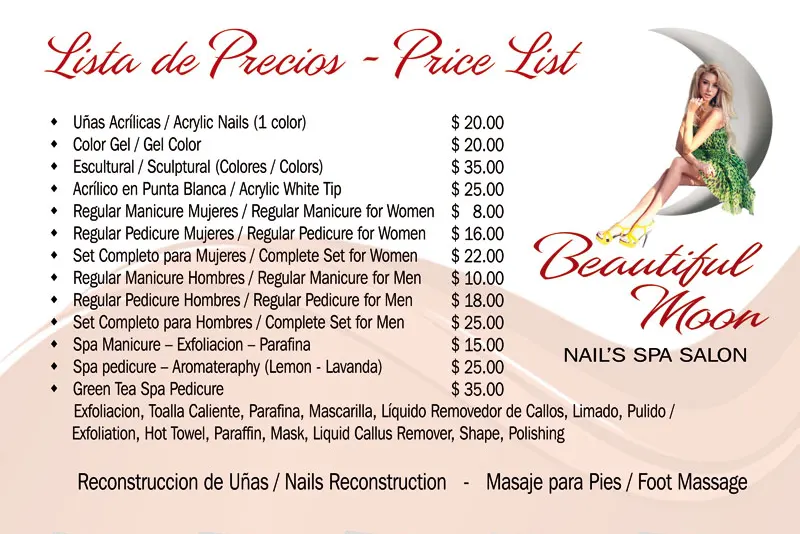 Lista de Precios - Price List
Uñas Acrílicas / Acrylic Nails (1 color) $ 20.00
Color Gel / Gel Color $ 20.00
Escultural / Sculptural (Colores / Colors) $ 35.00
Acrílico en Punta Blanca / Acrylic White Tip $ 25.00
Regular Manicure Mujeres / Regular Manicure for Women $ 8.00
Regular Pedicure Mujeres / Regular Pedicure for Women $ 16.00
Set Completo para Mujeres / Complete Set for Women $ 22.00
Regular Manicure Hombres / Regular Manicure for Men $ 10.00
Regular Pedicure Hombres / Regular Pedicure for Men $ 18.00
Set Completo para Hombres / Complete Set for Men $ 25.00
Spa Manicure – Exfoliacion – Parafina $ 15.00
Spa pedicure – Aromateraphy (Lemon - Lavanda) $ 25.00
Green Tea Spa Pedicure $ 35.00
Exfoliacion, Toalla Caliente, Parafina, Mascarilla, Líquido Removedor de Callos, Limado, Pulido /
Exfoliation, Hot Towel, Paraffin, Mask, Liquid Callus Remover, Shape, Polishing
Beautiful
Moon
NAIL'S SPA SALON
Reconstruccion de Uñas / Nails Reconstruction - Masaje para Pies / Foot Massage